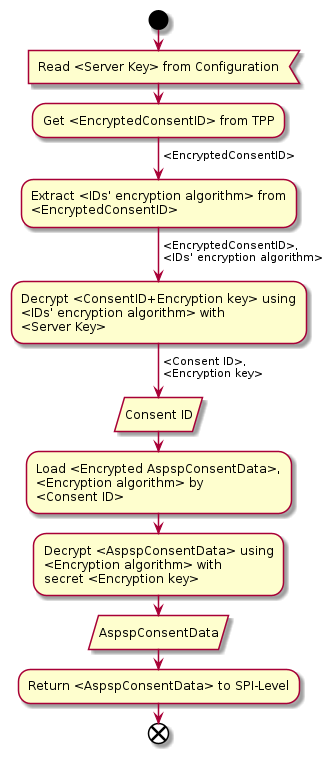 Read <Server Key> from Configuration
Get <EncryptedConsentID> from TPP
<EncryptedConsentID>
Extract <IDs' encryption algorithm> from
<EncryptedConsentID>
<EncryptedConsentID>,
<IDs' encryption algorithm>
Decrypt <ConsentID+Encryption key> using
<IDs' encryption algorithm> with
<Server Key>
<Consent ID>,
<Encryption key>
Consent ID
Load <Encrypted AspspConsentData>,
<Encryption algorithm> by
<Consent ID>
Decrypt <AspspConsentData> using
<Encryption algorithm> with
secret <Encryption key>
AspspConsentData
Return <AspspConsentData> to SPI-Level